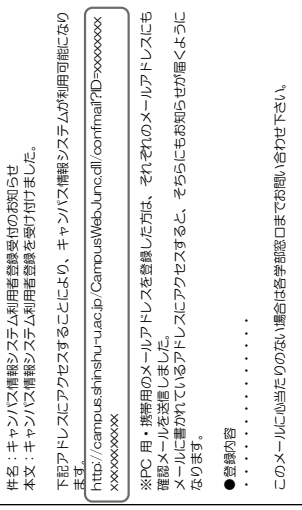 件名：キャンパス情報システム利用者登録受付のお知らせ
本文：キャンパス情報システム利用者登録を受け付けました。
下記アドレスにアクセスすることにより、キャンパス情報システムが利用可能になり
ます。
http://campus.shinshu-u.ac.jp/CampusWebJunc.dll/confmail?ID=xxxxxxxx
xxxxxxxxxx
※PC 用・携帯用のメールアドレスを登録した方は、それぞれのメールアドレスにも
確認メールを送信しました。
メールに書かれているアドレスにアクセスすると、そちらにもお知らせが届くように
なります。
●登録内容
・・・・・・・・・・・・・・
このメールに心当たりのない場合は各学部窓口までお問い合わせ下さい。